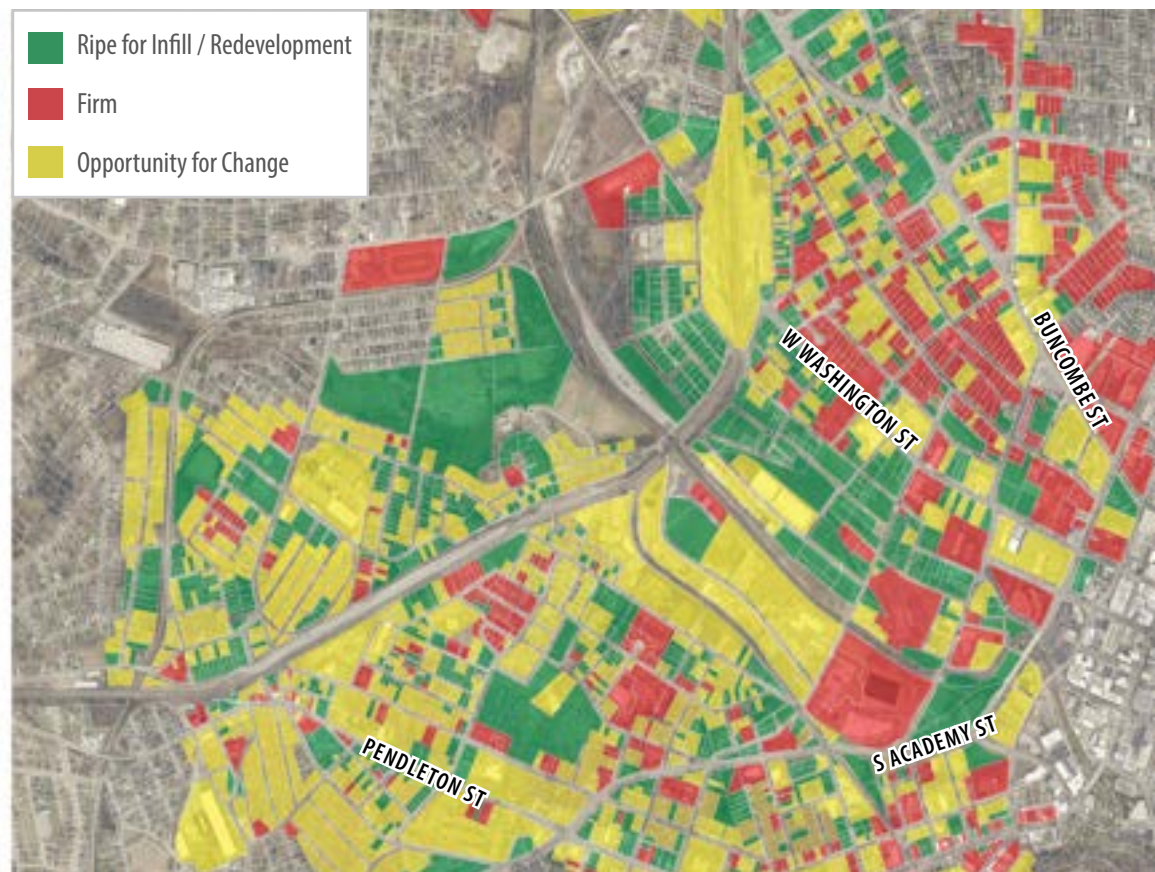 Ripe for Infill / Redevelopment
Firm
Opportunity for Change
BUNCOMBE ST
W WASHINGTON ST
S ACADEMY ST
PENDLETON ST